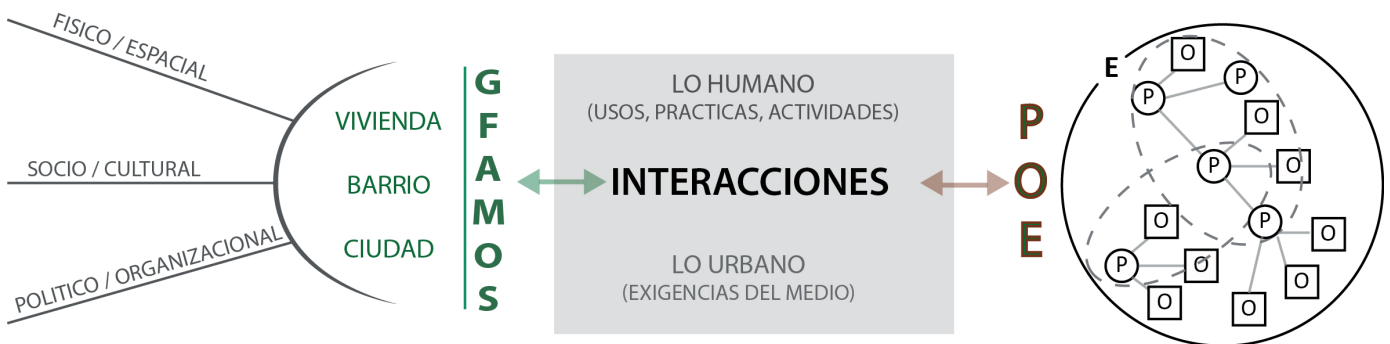 FISICO / ESPACIAL
SOCIO / CULTURAL
POLITICO / ORGANIZACIONAL
VIVIENDA
BARRIO
CIUDAD
G
F
A
M
O
S
LO HUMANO
(USOS, PRACTICAS, ACTIVIDADES)
INTERACCIONES
LO URBANO
(EXIGENCIAS DEL MEDIO)
P
O
E
E
O
P
P
O
P
O
O
P
O
P
O
O
O
O